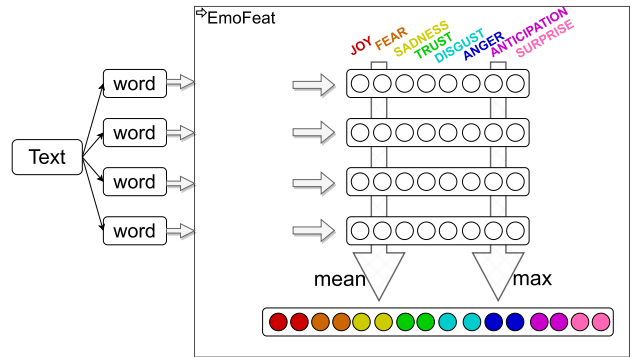 EmoFeat
JOY
FEAR
SADNESS
TRUST
DISGUST
ANGER
ANTICIPATION
SURPRISE
Text
word
word
word
word
mean
max